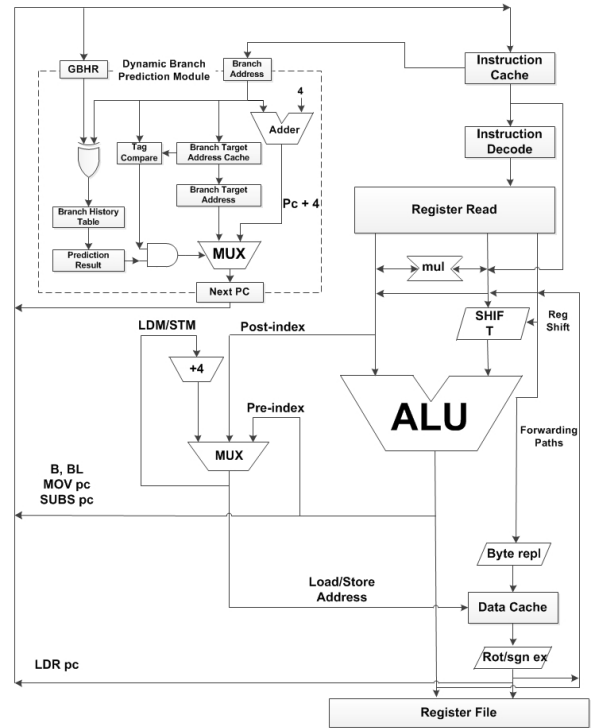 GBHR
Dynamic Branch
Prediction Module
Branch
Address
Instruction
Cache
4
Adder
Tag
Compare
Branch Target
Address Cache
Instruction
Decode
Branch Target
Address
Pc + 4
Register Read
Branch History
Table
Prediction
Result
MUX
mul
Next PC
LDM/STM
Post-index
SHIF
T
Reg
Shift
+4
ALU
Pre-index
Forwarding
Paths
MUX
B, BL
MOV pc
SUBS pc
Byte repl
Load/Store
Address
Data Cache
Rot/sgn ex
LDR pc
Register File